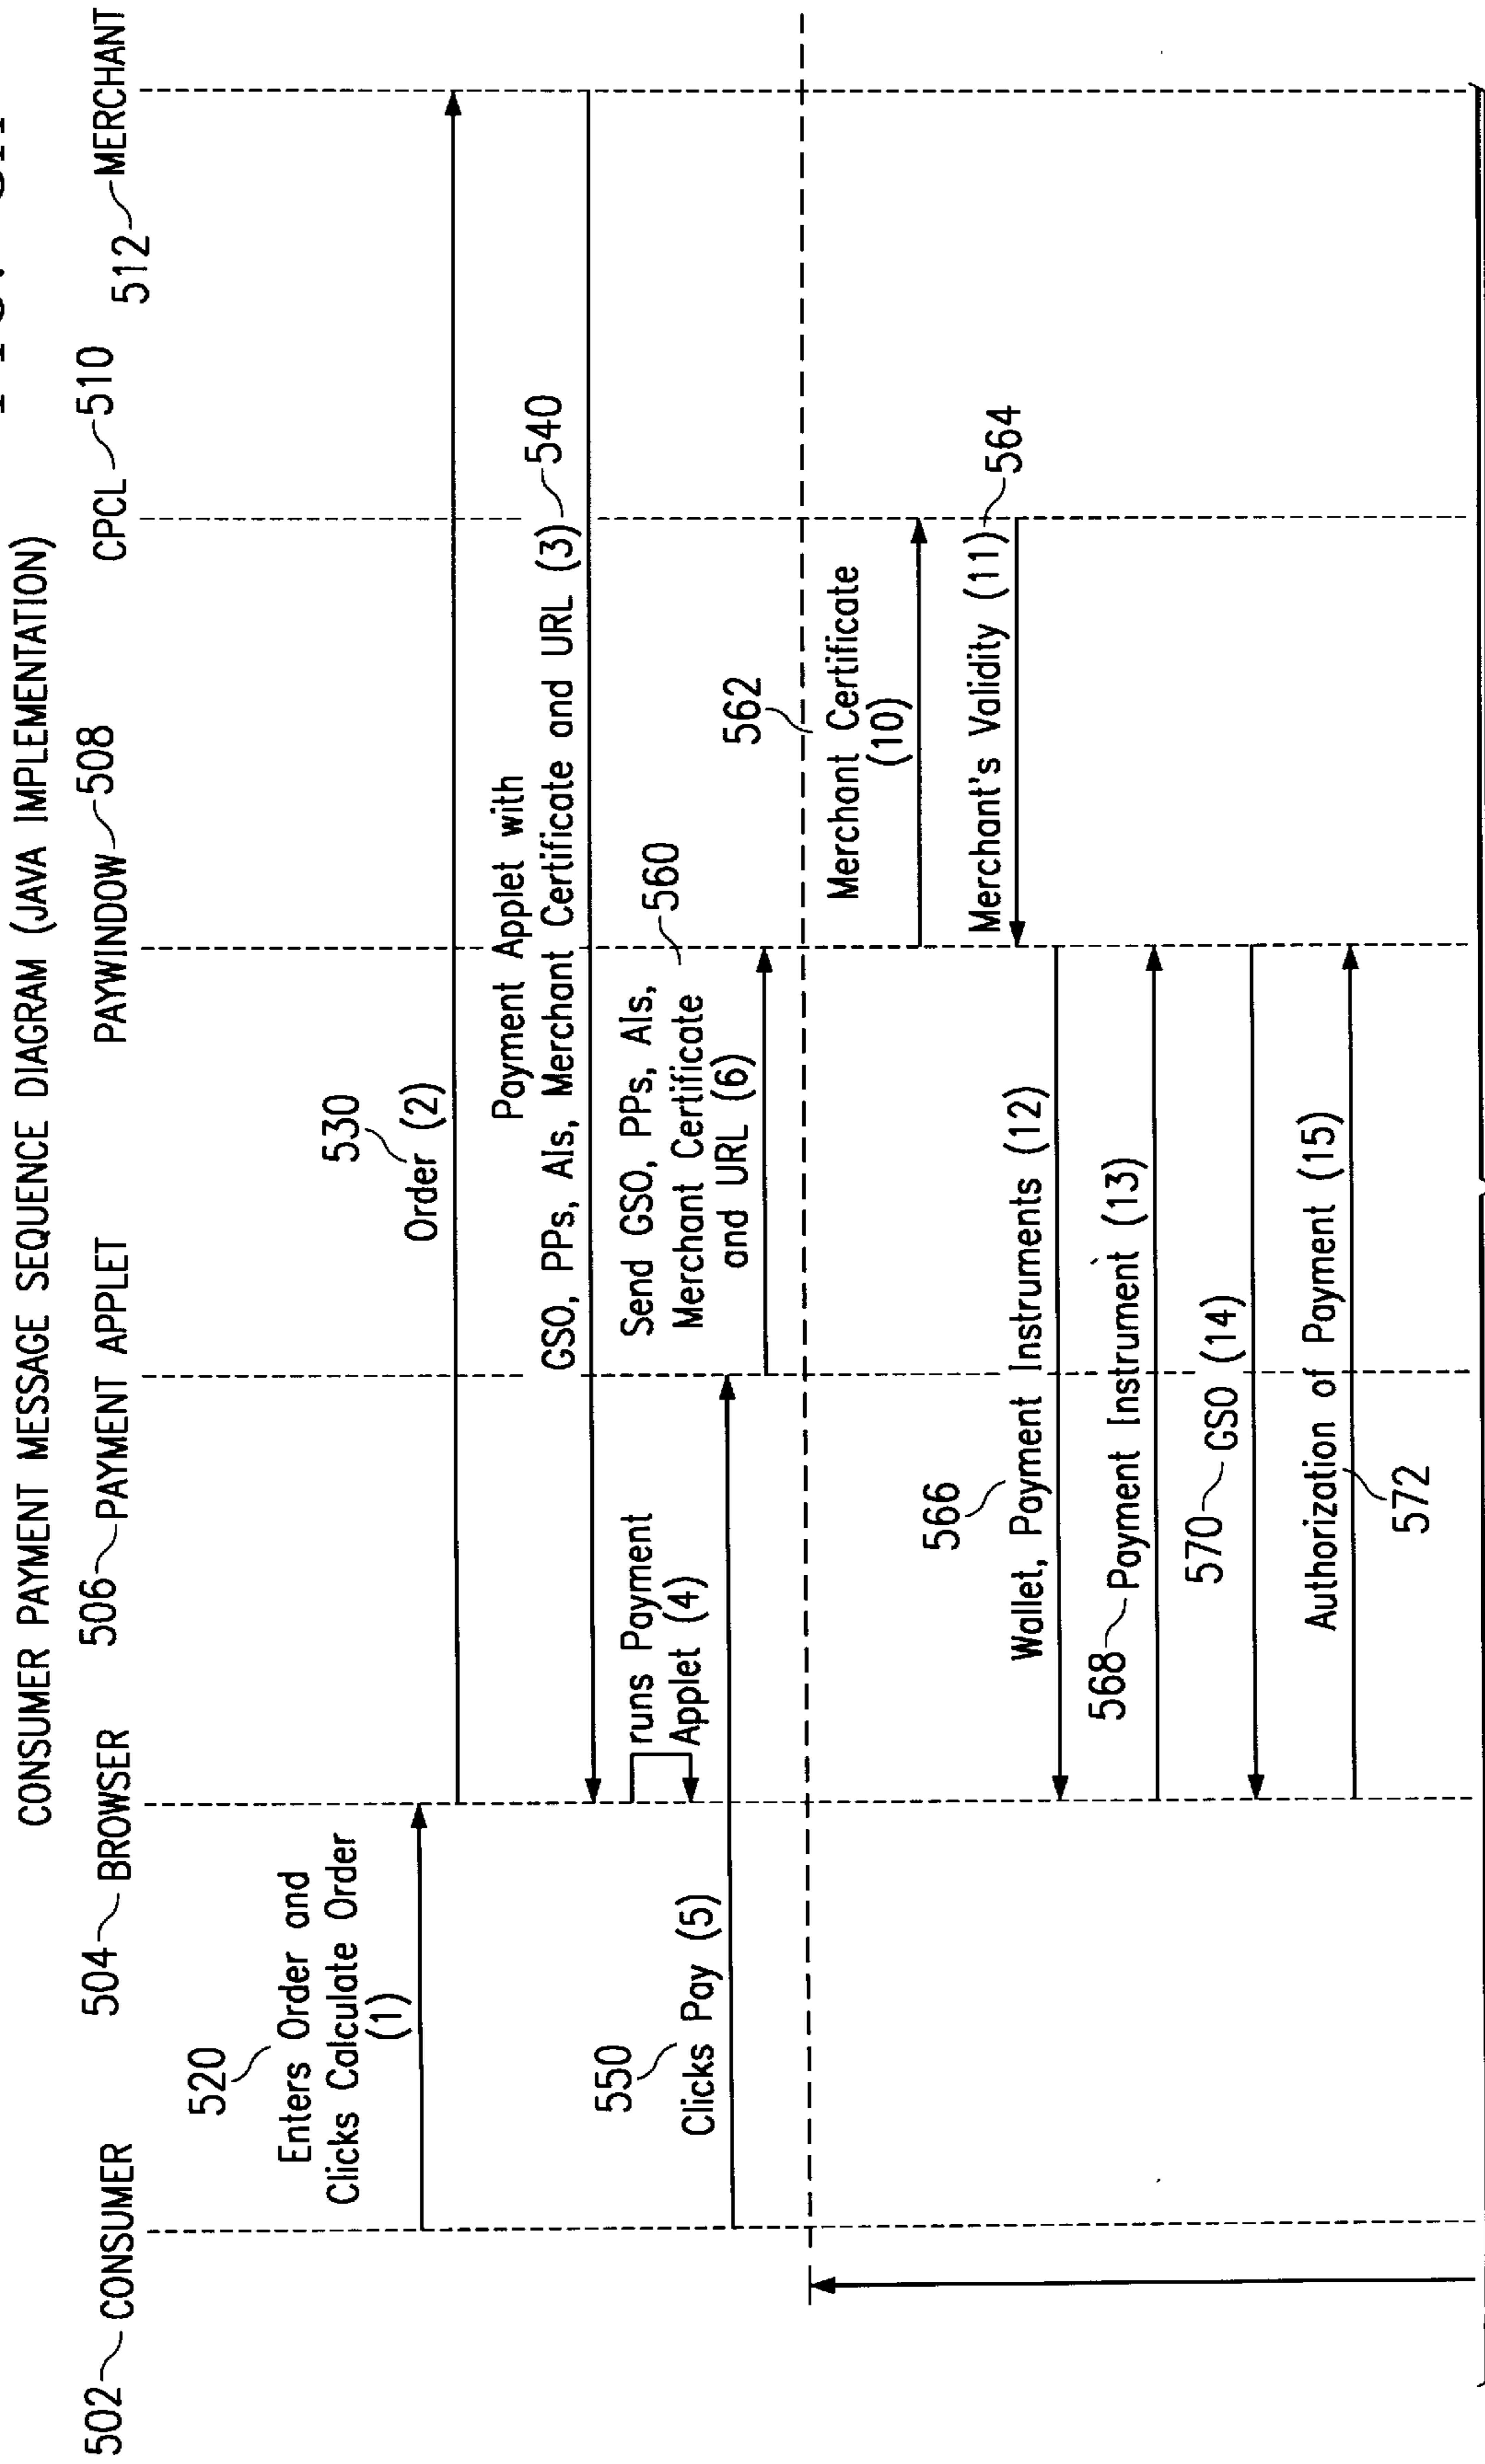 CONSUMER PAYMENT MESSAGE SEQUENCE DIAGRAM (JAVA IMPLEMENTATION)
502 CONSUMER
504 BROWSER
506 PAYMENT APPLET
PAYWINDOW 508
CPCL 510
512 MERCHANT
520
Enters Order and
Clicks Calculate Order
(1)
530
Order (2)
Payment Applet with
GSO, PPs, AIs, Merchant Certificate and URL (3) 540
runs Payment
Applet (4)
550
Clicks Pay (5)
Send GSO, PPs, AIs, 560
Merchant Certificate
and URL (6)
562
Merchant Certificate
(10)
Merchant's Validity (11) 564
566
Wallet, Payment Instruments (12)
568 Payment Instrument (13)
570 GSO (14)
Authorization of Payment (15)
572